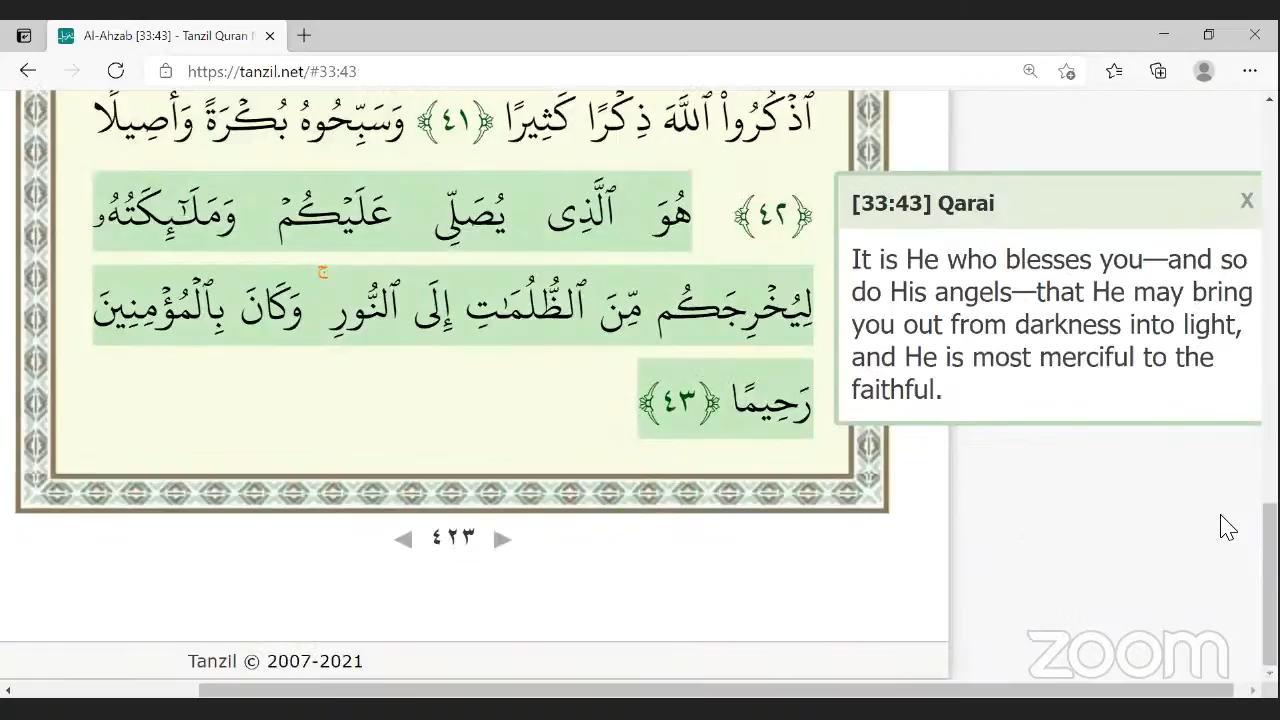 Al-Ahzab [33:43] - Tanzil Quran
https://tanzil.net/#33:43
ٱذْكُرُوا۟ ٱللَّهَ ذِكْرًا كَثِيرًا ﴿٤١﴾ وَسَبِّحُوهُ بُكْرَةً وَأَصِيلًا
﴿٤٢﴾ هُوَ ٱلَّذِى يُصَلِّى عَلَيْكُمْ وَمَلَـٰٓئِكَتُهُۥ
لِيُخْرِجَكُم مِّنَ ٱلظُّلُمَـٰتِ إِلَى ٱلنُّورِ ۚ وَكَانَ بِٱلْمُؤْمِنِينَ
رَحِيمًا ﴿٤٣﴾
٤٢٣
[33:43] Qarai
X
It is He who blesses you—and so
do His angels—that He may bring
you out from darkness into light,
and He is most merciful to the
faithful.
Tanzil © 2007-2021
zoom